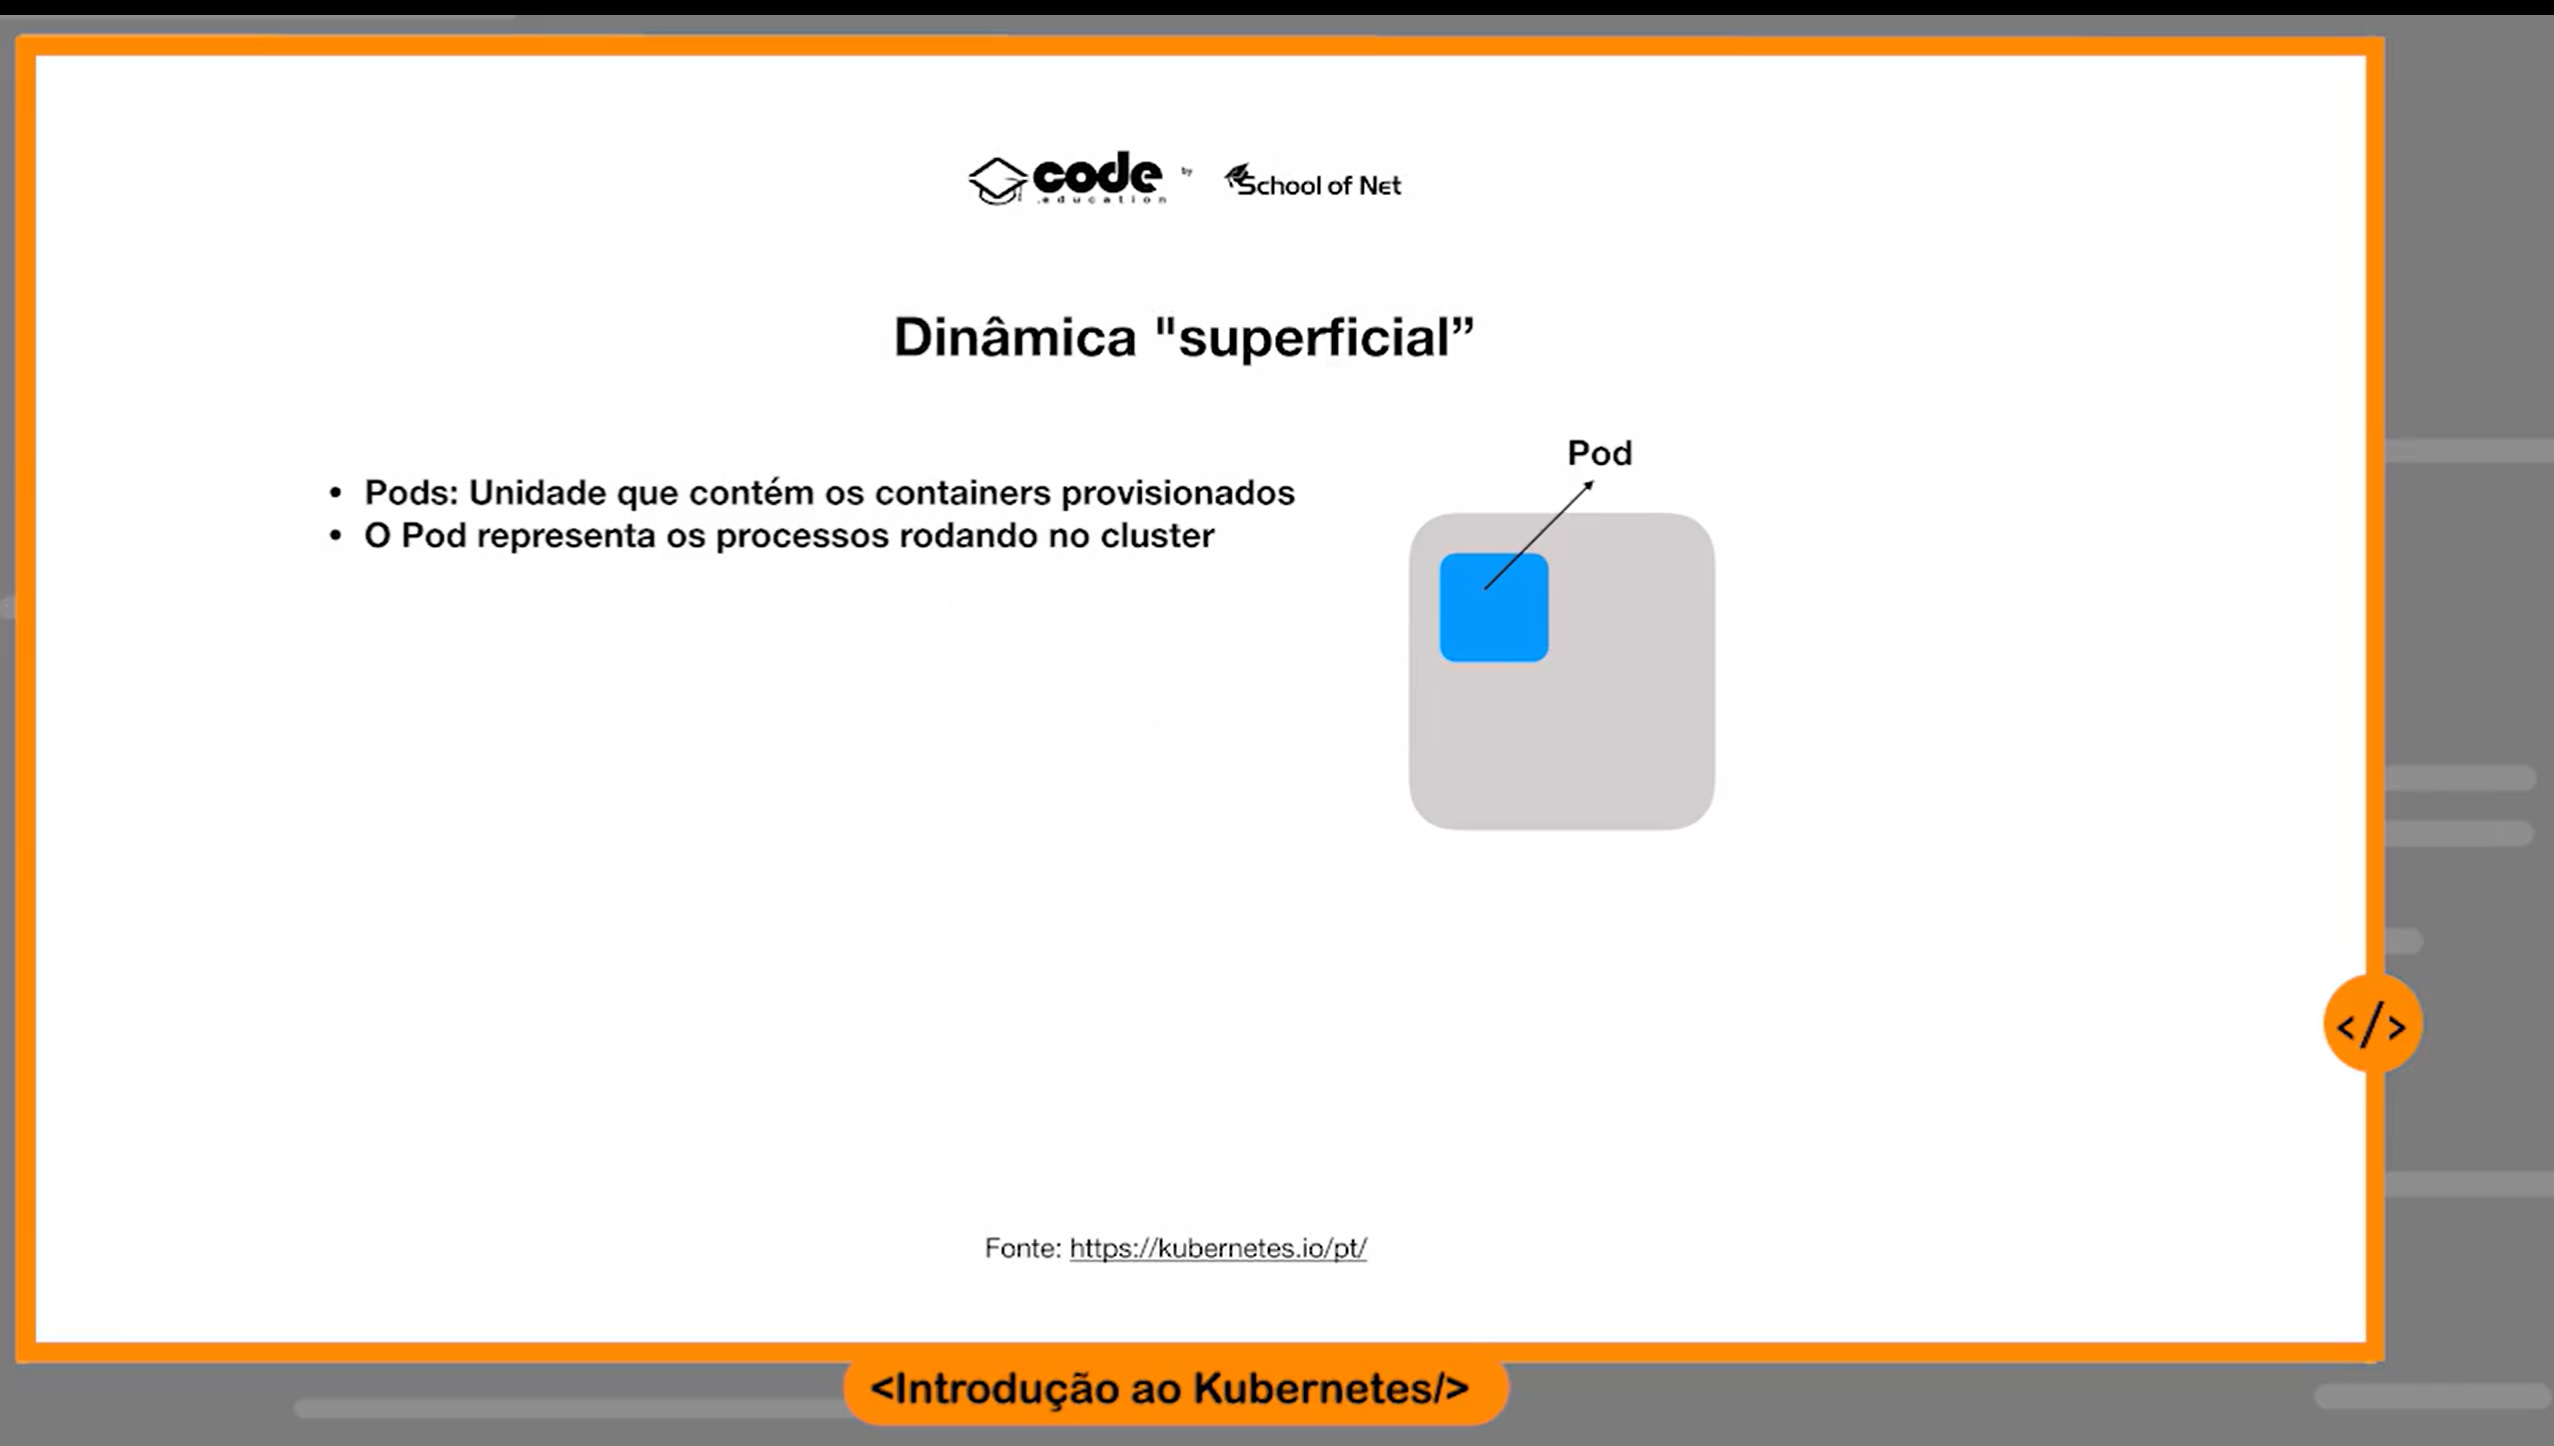 code
.education
by
School of Net
Dinâmica "superficial”
Pod
• Pods: Unidade que contém os containers provisionados
• O Pod representa os processos rodando no cluster
</>
Fonte: https://kubernetes.io/pt/
<Introdução ao Kubernetes/>